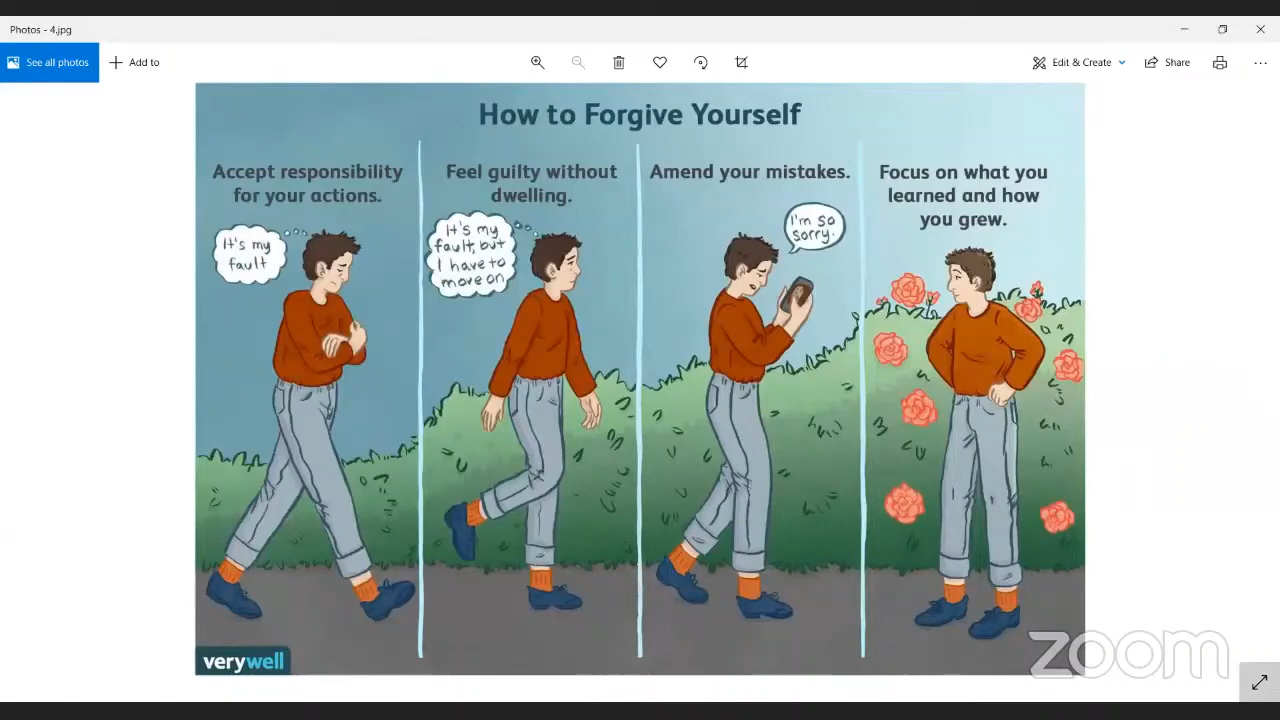 Photos - 4.jpg
See all photos
Add to
Edit & Create
Share
How to Forgive Yourself
Accept responsibility
for your actions.
It's my
fault
Feel guilty without
dwelling.
It's my
fault, but
I have to
move on
Amend your mistakes.
I'm so
sorry.
Focus on what you
learned and how
you grew.
verywell
zoom